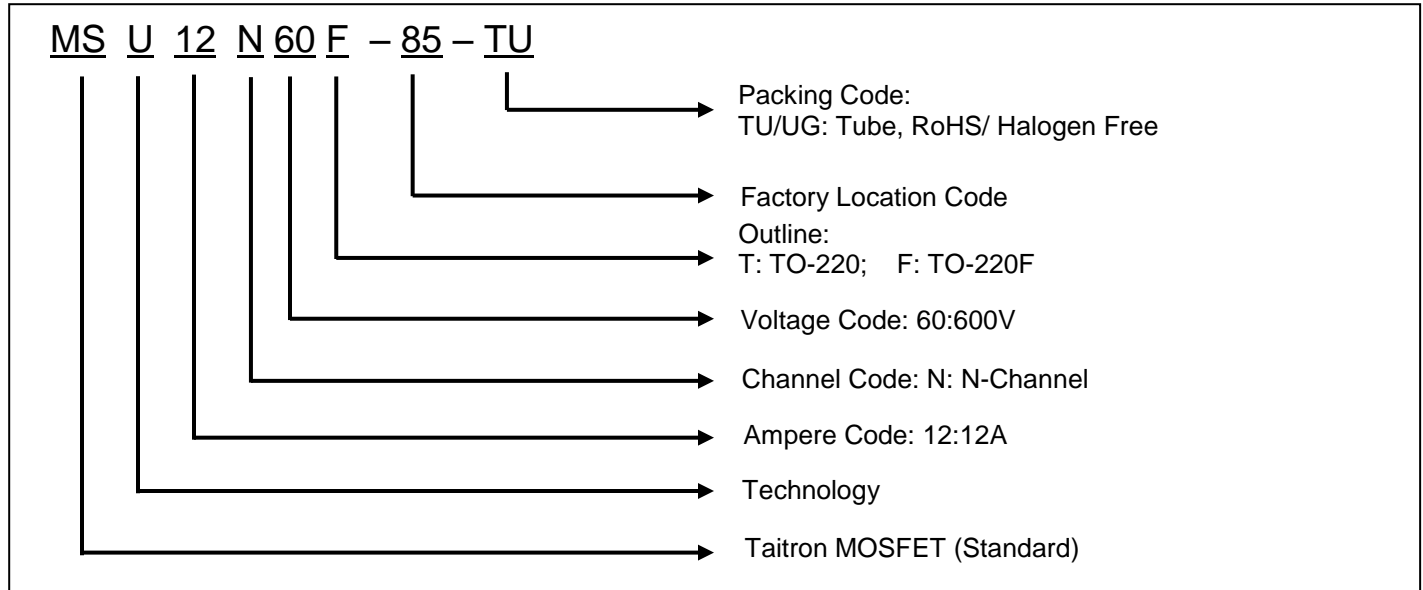 MS U 12 N 60 F – 85 – TU
Packing Code:
TU/UG: Tube, RoHS/ Halogen Free
Factory Location Code
Outline:
T: TO-220; F: TO-220F
Voltage Code: 60:600V
Channel Code: N: N-Channel
Ampere Code: 12:12A
Technology
Taitron MOSFET (Standard)